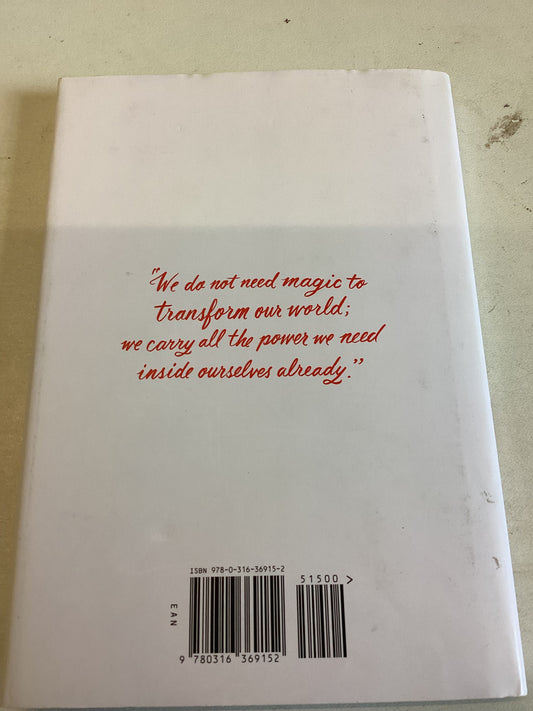 "We do not need magic to
transform our world;
we carry all the power we need
inside ourselves already."
ISBN 978-0-316-36915-2
51500 >
EAN
9 780316 369152